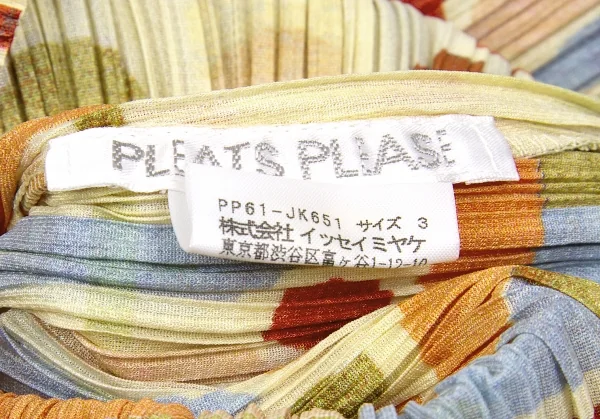 PLEATS PLEASE
PP61-JK651 サイズ 3
株式会社 イッセイミヤケ
東京都渋谷区富ヶ谷1-12-10